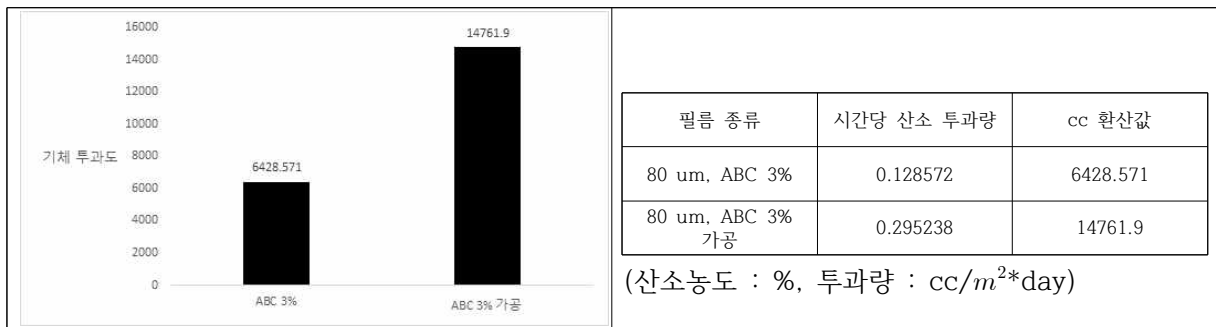 16000
14000
12000
10000
8000
6000
4000
2000
0
기체 투과도
6428.571
14761.9
ABC 3%
ABC 3% 가공
필름 종류 시간당 산소 투과량 cc 환산값
80 um, ABC 3% 0.128572 6428.571
80 um, ABC 3%
가공 0.295238 14761.9
(산소농도 : %, 투과량 : cc/m²*day)